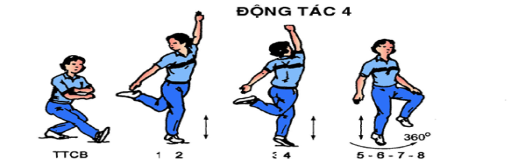 ĐỘNG TÁC 4
360°
TTCB 1 2 3 4 5 - 6 - 7 - 8